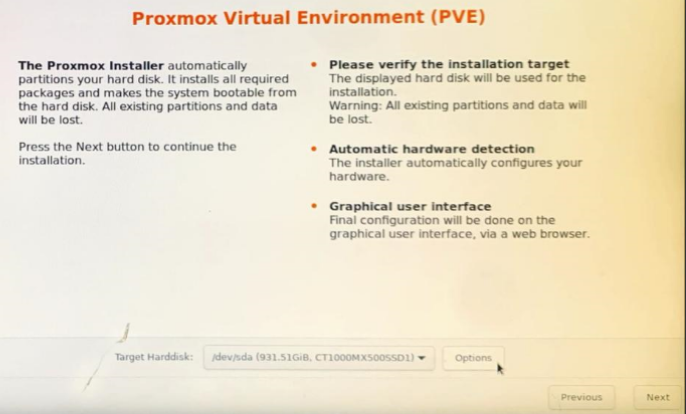 Proxmox Virtual Environment (PVE)
The Proxmox Installer automatically
partitions your hard disk. It installs all required
packages and makes the system bootable from
the hard disk. All existing partitions and data
will be lost.
Press the Next button to continue the
installation.
• Please verify the installation target
The displayed hard disk will be used for the
installation.
Warning: All existing partitions and data will
be lost.
• Automatic hardware detection
The installer automatically configures your
hardware.
• Graphical user interface
Final configuration will be done on the
graphical user interface, via a web browser.
Target Harddisk: /dev/sda (931.51GiB, CT1000MX500SSD1) Options
Previous Next